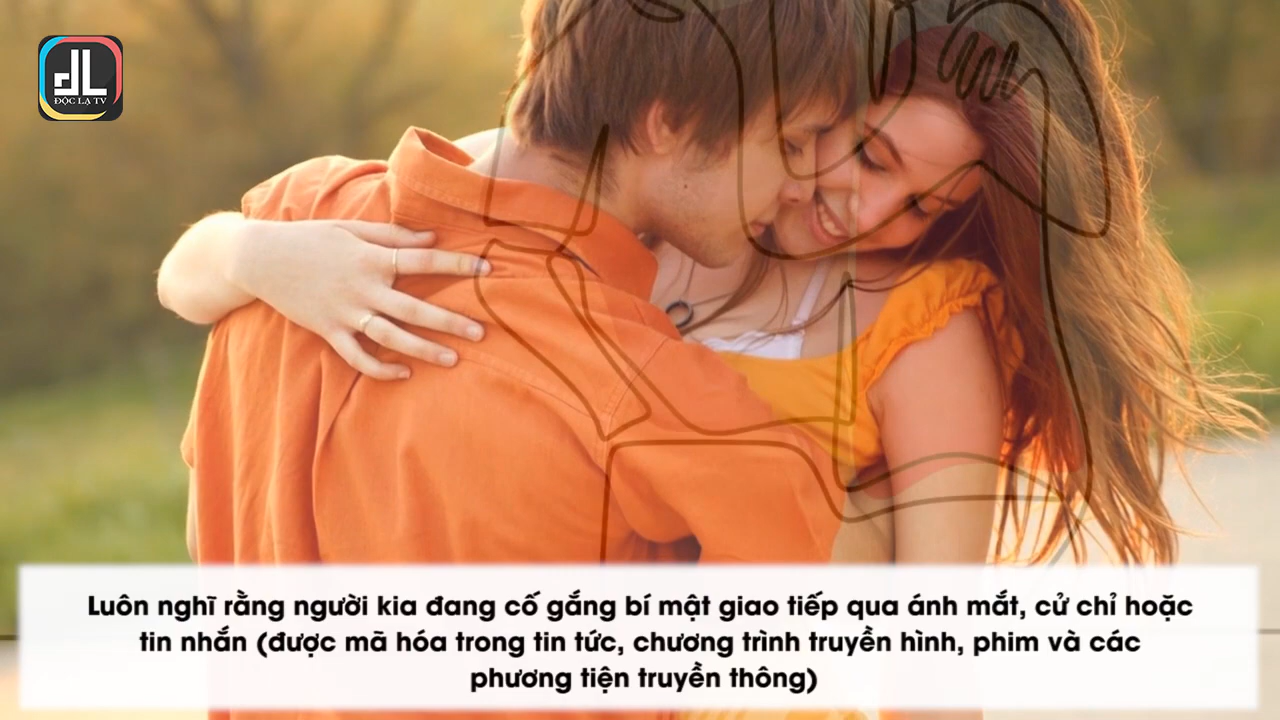 JL
ĐỘC LẠ TV
Luôn nghĩ rằng người kia đang cố gắng bí mật giao tiếp qua ánh mắt, cử chỉ hoặc
tin nhắn (được mã hóa trong tin tức, chương trình truyền hình, phim và các
phương tiện truyền thông)